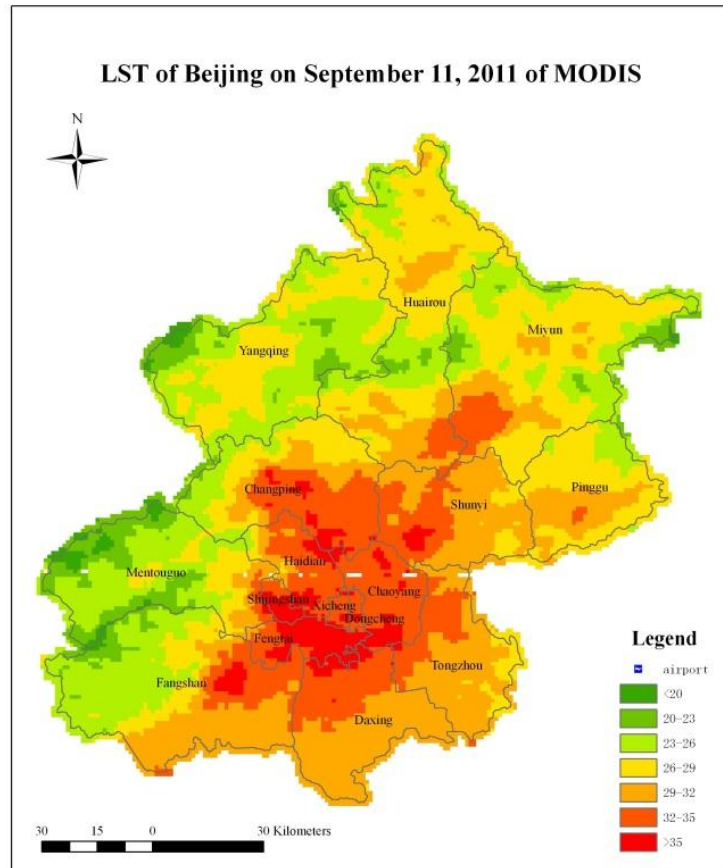 LST of Beijing on September 11, 2011 of MODIS
N
Huairou
Miyun
Yangqing
Changping
Shunyi
Pinggu
Haidian
Mentouguo
Chaoyang
Shijingshan
Xicheng
Dongcheng
Fengtai
Tongzhou
Fangshan
Daxing
Legend
airport
<20
20-23
23-26
26-29
29-32
32-35
>35
30 15 0 30 Kilometers